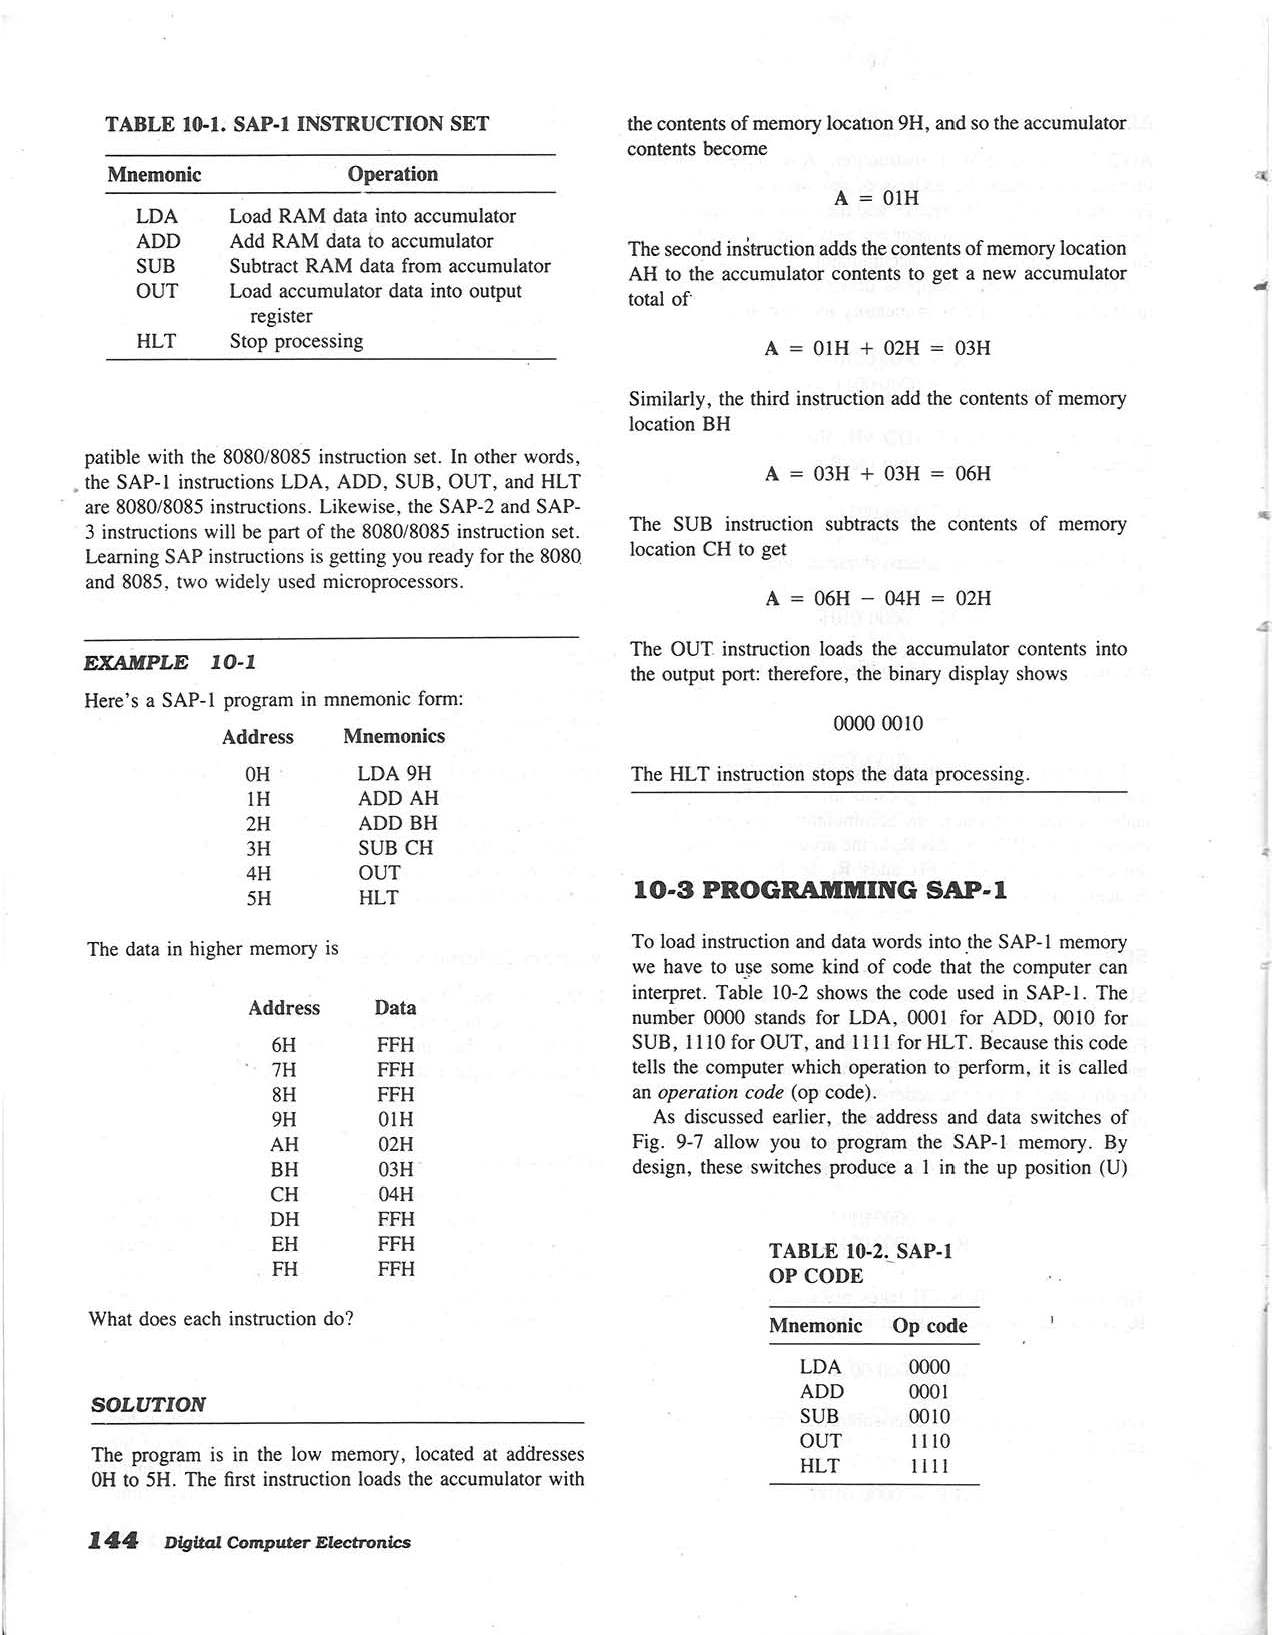 TABLE 10-1. SAP-1 INSTRUCTION SET
Mnemonic Operation
LDA Load RAM data into accumulator
ADD Add RAM data to accumulator
SUB Subtract RAM data from accumulator
OUT Load accumulator data into output
register
HLT Stop processing
patible with the 8080/8085 instruction set. In other words,
the SAP-1 instructions LDA, ADD, SUB, OUT, and HLT
are 8080/8085 instructions. Likewise, the SAP-2 and SAP-
3 instructions will be part of the 8080/8085 instruction set.
Learning SAP instructions is getting you ready for the 8080
and 8085, two widely used microprocessors.
EXAMPLE 10-1
Here's a SAP-1 program in mnemonic form:
Address Mnemonics
0H LDA 9H
1H ADD AH
2H ADD BH
3H SUB CH
4H OUT
5H HLT
The data in higher memory is
Address Data
6H FFH
7H FFH
8H FFH
9H 01H
AH 02H
BH 03H
CH 04H
DH FFH
EH FFH
FH FFH
What does each instruction do?
SOLUTION
The program is in the low memory, located at addresses
0H to 5H. The first instruction loads the accumulator with
the contents of memory location 9H, and so the accumulator
contents become
A = 01H
The second instruction adds the contents of memory location
AH to the accumulator contents to get a new accumulator
total of
A = 01H + 02H = 03H
Similarly, the third instruction add the contents of memory
location BH
A = 03H + 03H = 06H
The SUB instruction subtracts the contents of memory
location CH to get
A = 06H − 04H = 02H
The OUT instruction loads the accumulator contents into
the output port: therefore, the binary display shows
0000 0010
The HLT instruction stops the data processing.
10-3 PROGRAMMING SAP-1
To load instruction and data words into the SAP-1 memory
we have to use some kind of code that the computer can
interpret. Table 10-2 shows the code used in SAP-1. The
number 0000 stands for LDA, 0001 for ADD, 0010 for
SUB, 1110 for OUT, and 1111 for HLT. Because this code
tells the computer which operation to perform, it is called
an operation code (op code).
As discussed earlier, the address and data switches of
Fig. 9-7 allow you to program the SAP-1 memory. By
design, these switches produce a 1 in the up position (U)
TABLE 10-2. SAP-1
OP CODE
Mnemonic Op code
LDA 0000
ADD 0001
SUB 0010
OUT 1110
HLT 1111
144 Digital Computer Electronics